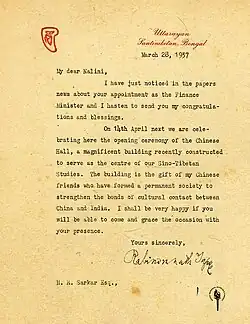 Uttarayan
Santiniketan, Bengal
March 28, 1937
My dear Nalini,
I have just noticed in the papers
news about your appointment as the Finance
Minister and I hasten to send you my congratula-
tions and blessings.
On 14th April next we are cele-
brating here the opening ceremony of the Chinese
Hall, a magnificent building recently constructed
to serve as the centre of our Sino-Tibetan
Studies. The building is the gift of my Chinese
friends who have formed a permanent society to
strengthen the bonds of cultural contact between
China and India. I shall be very happy if you
will be able to come and grace the occasion with
your presence.
Yours sincerely,
Rabindranath Tagore
N. R. Sarkar Esq.,